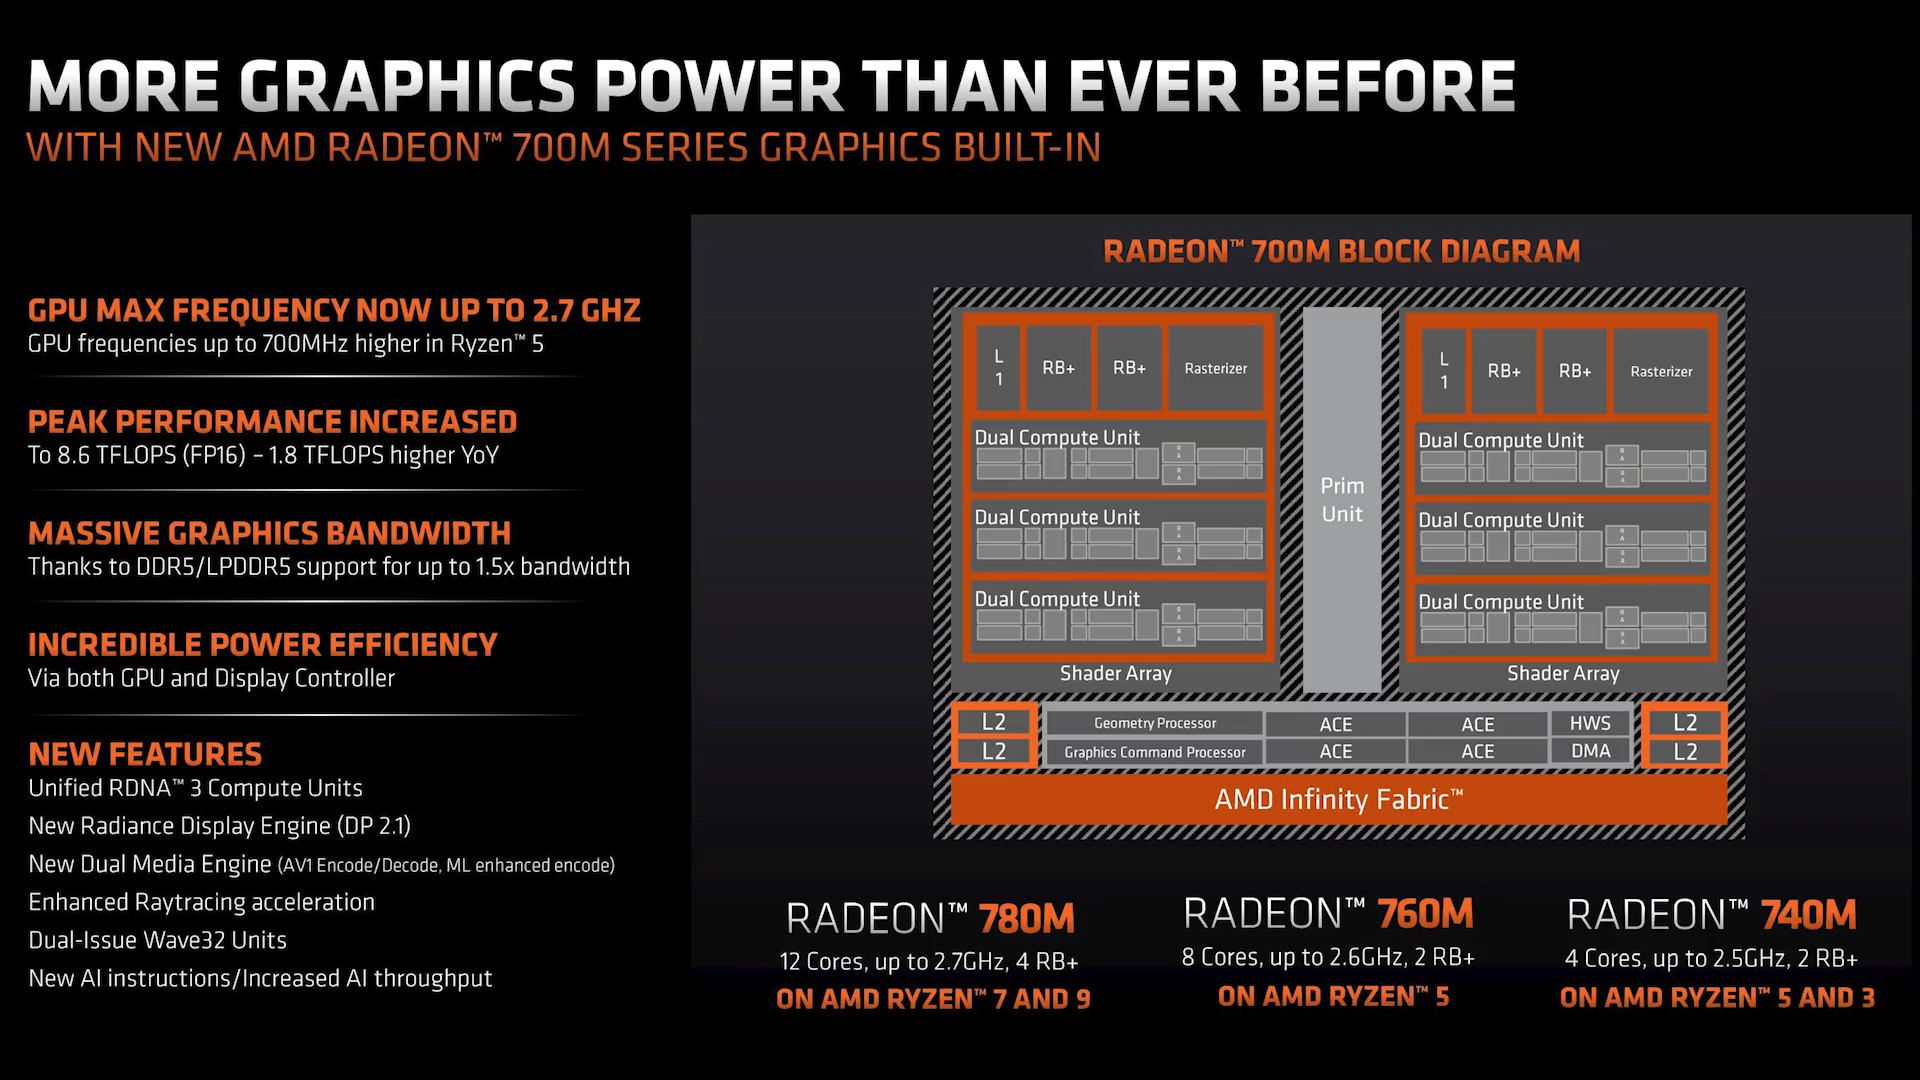 MORE GRAPHICS POWER THAN EVER BEFORE
WITH NEW AMD RADEON™ 700M SERIES GRAPHICS BUILT-IN
GPU MAX FREQUENCY NOW UP TO 2.7 GHZ
GPU frequencies up to 700MHz higher in Ryzen™ 5
PEAK PERFORMANCE INCREASED
To 8.6 TFLOPS (FP16) – 1.8 TFLOPS higher YoY
MASSIVE GRAPHICS BANDWIDTH
Thanks to DDR5/LPDDR5 support for up to 1.5x bandwidth
INCREDIBLE POWER EFFICIENCY
Via both GPU and Display Controller
NEW FEATURES
Unified RDNA™ 3 Compute Units
New Radiance Display Engine (DP 2.1)
New Dual Media Engine (AV1 Encode/Decode, ML enhanced encode)
Enhanced Raytracing acceleration
Dual-Issue Wave32 Units
New AI instructions/Increased AI throughput
RADEON™ 700M BLOCK DIAGRAM
L
1
RB+
RB+
Rasterizer
Dual Compute Unit
R
A
R
A
Dual Compute Unit
R
A
R
A
Dual Compute Unit
R
A
R
A
Shader Array
Prim
Unit
L
1
RB+
RB+
Rasterizer
Dual Compute Unit
R
A
R
A
Dual Compute Unit
R
A
R
A
Dual Compute Unit
R
A
R
A
Shader Array
L2
L2
Geometry Processor
ACE
ACE
HWS
Graphics Command Processor
ACE
ACE
DMA
L2
L2
AMD Infinity Fabric™
RADEON™ 780M
12 Cores, up to 2.7GHz, 4 RB+
ON AMD RYZEN™ 7 AND 9
RADEON™ 760M
8 Cores, up to 2.6GHz, 2 RB+
ON AMD RYZEN™ 5
RADEON™ 740M
4 Cores, up to 2.5GHz, 2 RB+
ON AMD RYZEN™ 5 AND 3